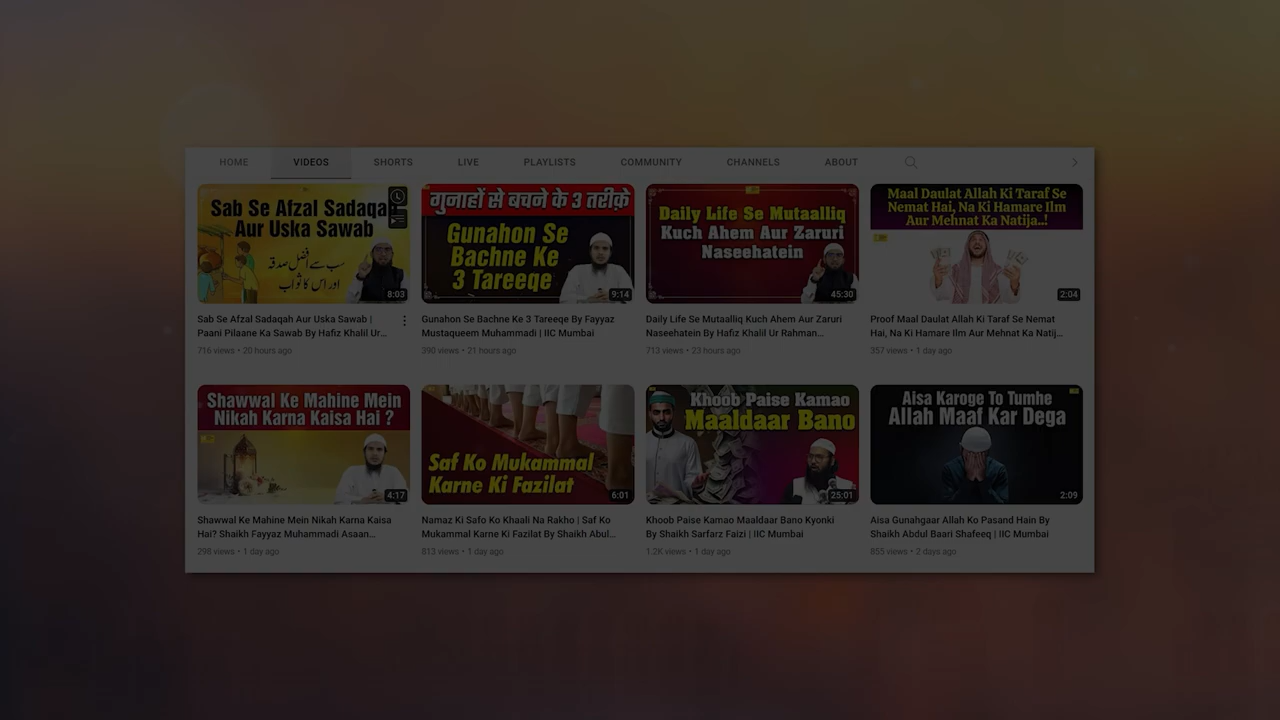 HOME VIDEOS SHORTS LIVE PLAYLISTS COMMUNITY CHANNELS ABOUT
Sab Se Afzal Sadaqa
Aur Uska Sawab
سب سے افضل صدقہ
اور اس کا ثواب
8:03
गुनाहों से बचने के 3 तरीक़े
Gunahon Se
Bachne Ke
3 Tareeqe
9:14
Daily Life Se Mutaalliq
Kuch Ahem Aur Zaruri
Naseehatein
45:30
Maal Daulat Allah Ki Taraf Se
Nemat Hai, Na Ki Hamare Ilm
Aur Mehnat Ka Natija..!
2:04
Sab Se Afzal Sadaqah Aur Uska Sawab |
Paani Pilaane Ka Sawab By Hafiz Khalil Ur...
716 views • 20 hours ago
Gunahon Se Bachne Ke 3 Tareeqe By Fayyaz
Mustaqueem Muhammadi | IIC Mumbai
390 views • 21 hours ago
Daily Life Se Mutaalliq Kuch Ahem Aur Zaruri
Naseehatein By Hafiz Khalil Ur Rahman...
713 views • 23 hours ago
Proof Maal Daulat Allah Ki Taraf Se Nemat
Hai, Na Ki Hamare Ilm Aur Mehnat Ka Natij...
357 views • 1 day ago
Shawwal Ke Mahine Mein
Nikah Karna Kaisa Hai ?
4:17
Saf Ko Mukammal
Karne Ki Fazilat
6:01
Khoob Paise Kamao
Maaldaar Bano
25:01
Aisa Karoge To Tumhe
Allah Maaf Kar Dega
2:09
Shawwal Ke Mahine Mein Nikah Karna Kaisa
Hai? Shaikh Fayyaz Muhammadi Asaan...
298 views • 1 day ago
Namaz Ki Safo Ko Khaali Na Rakho | Saf Ko
Mukammal Karne Ki Fazilat By Shaikh Abul...
813 views • 1 day ago
Khoob Paise Kamao Maaldaar Bano Kyonki
By Shaikh Sarfarz Faizi | IIC Mumbai
1.2K views • 1 day ago
Aisa Gunahgaar Allah Ko Pasand Hain By
Shaikh Abdul Baari Shafeeq | IIC Mumbai
855 views • 2 days ago